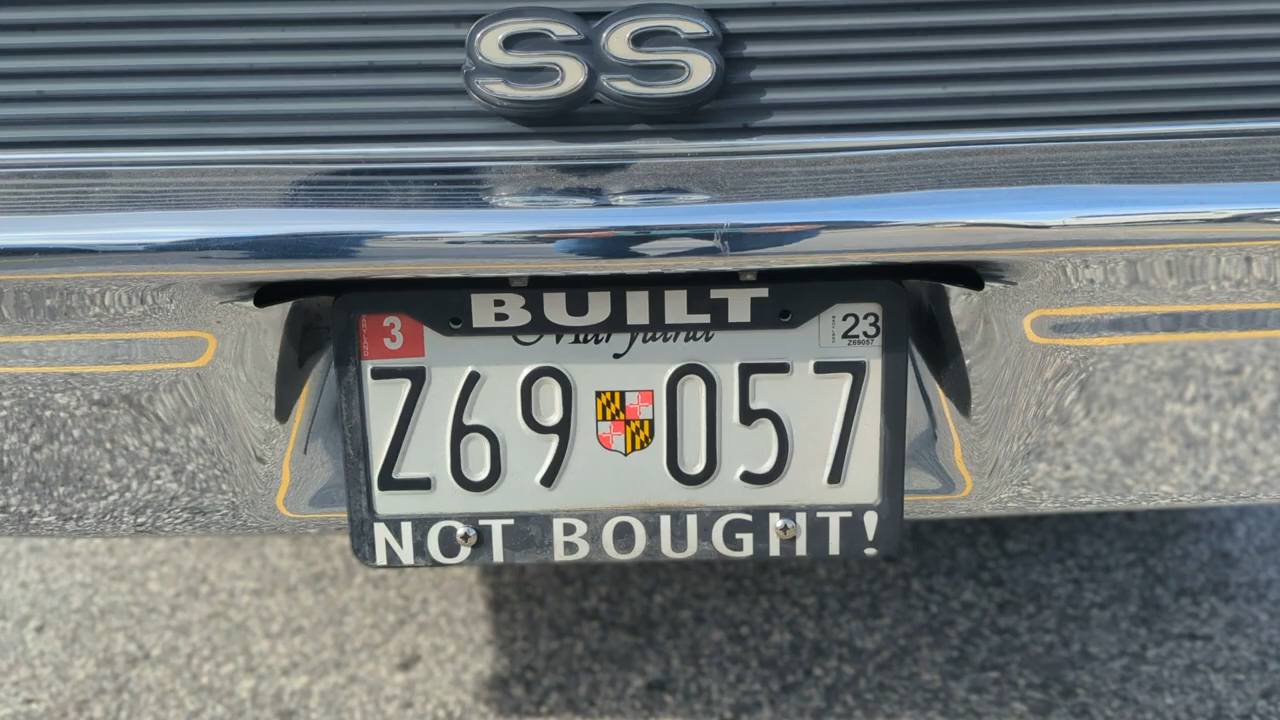 SS
BUILT
3 Maryland 23
Z69057
Z69 057
NOT BOUGHT!